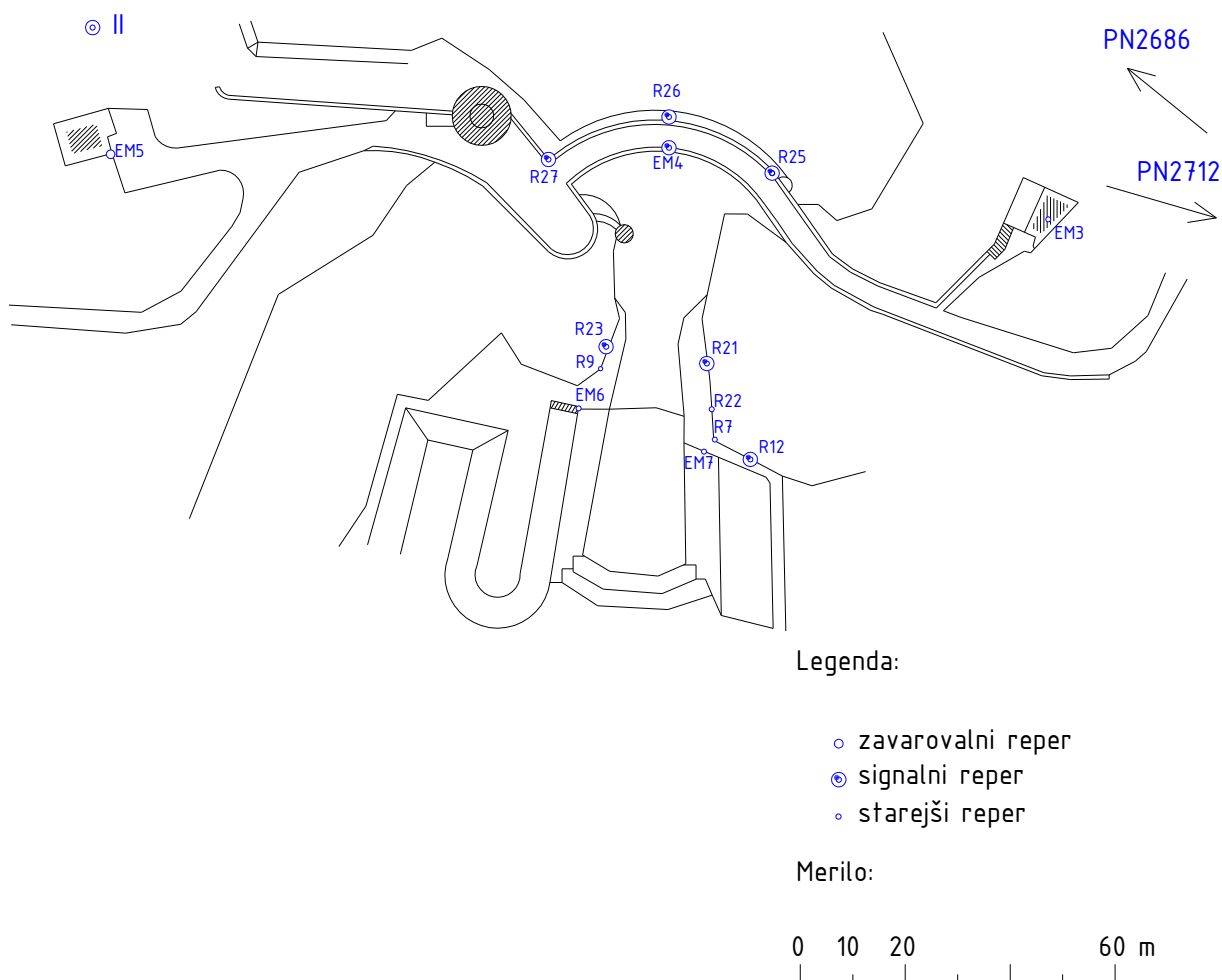 II
PN2686
R26
EM5
R27
EM4
R25
PN2712
EM3
R23
R9
R21
EM6
R22
R7
R12
EM7
Legenda:
zavarovalni reper
signalni reper
starejši reper
Merilo:
0 10 20 60 m